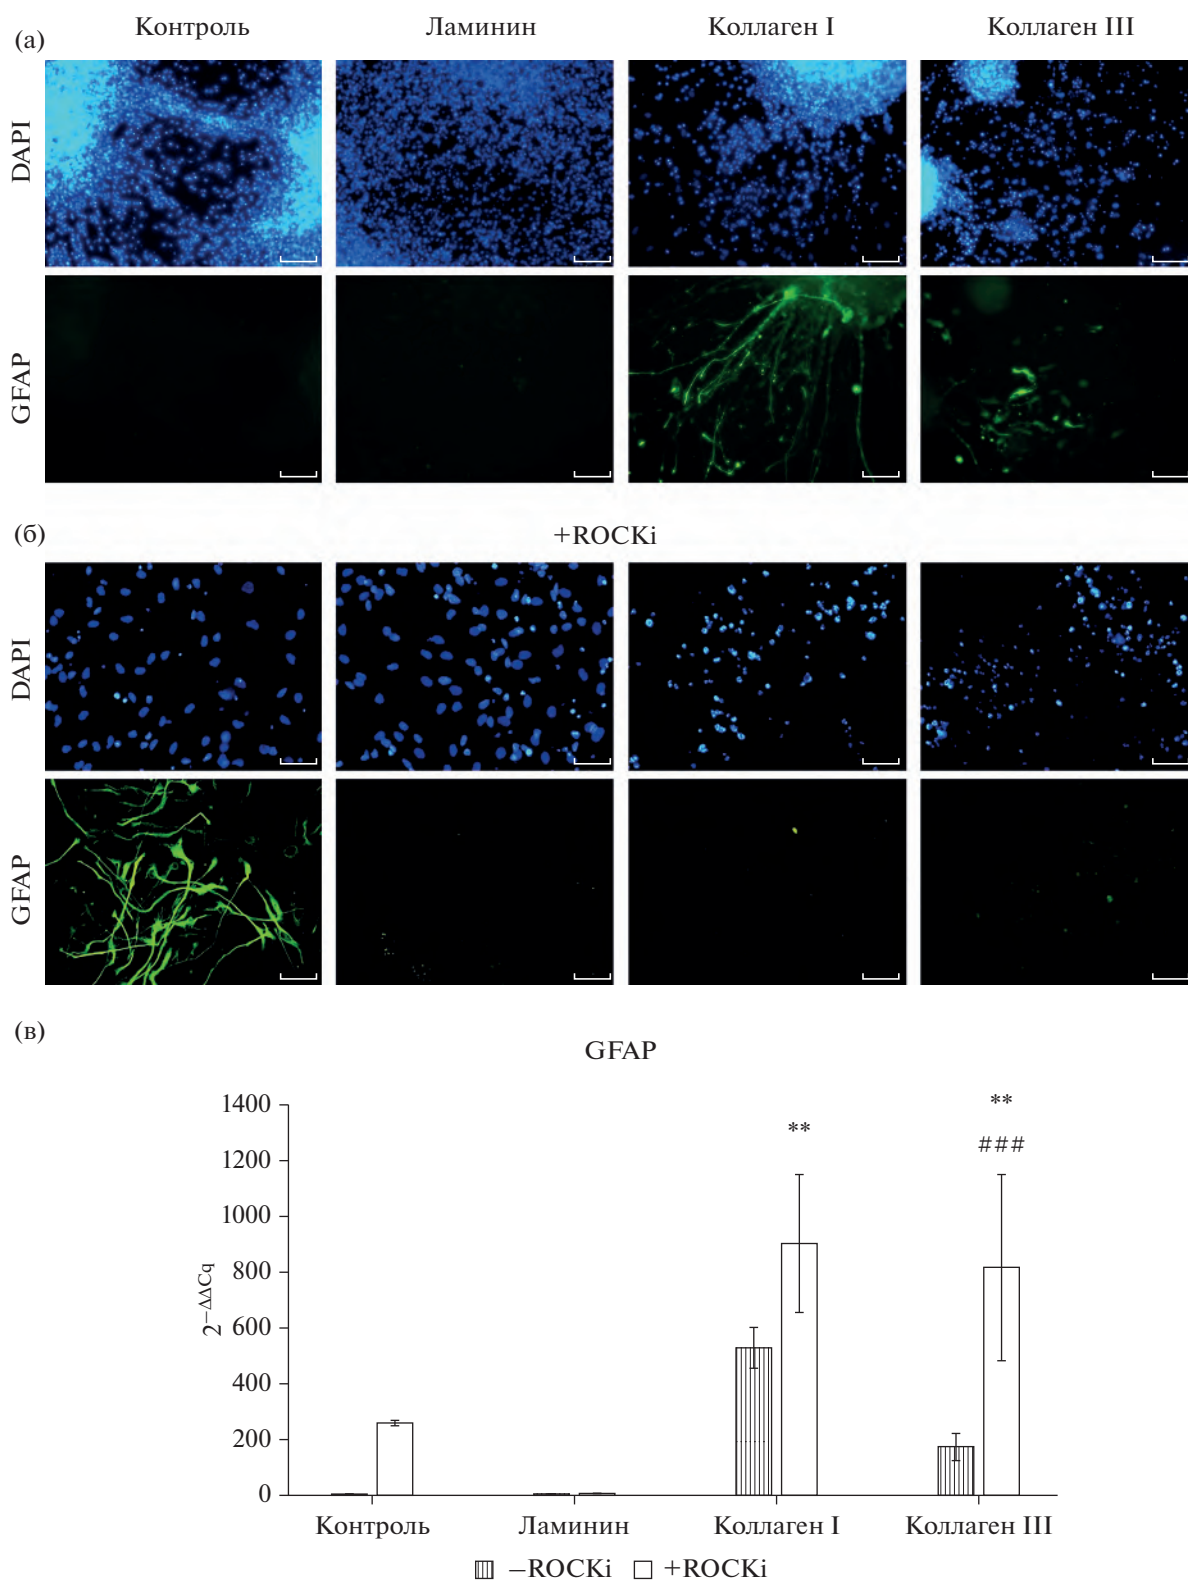 (а)
Контроль Ламинин Коллаген I Коллаген III
DAPI
GFAP
(б)
+ROCKi
DAPI
GFAP
(в)
GFAP
1400
1200
1000
800
600
400
200
0
2−ΔΔCq
**
**
###
Контроль Ламинин Коллаген I Коллаген III
−ROCKi +ROCKi